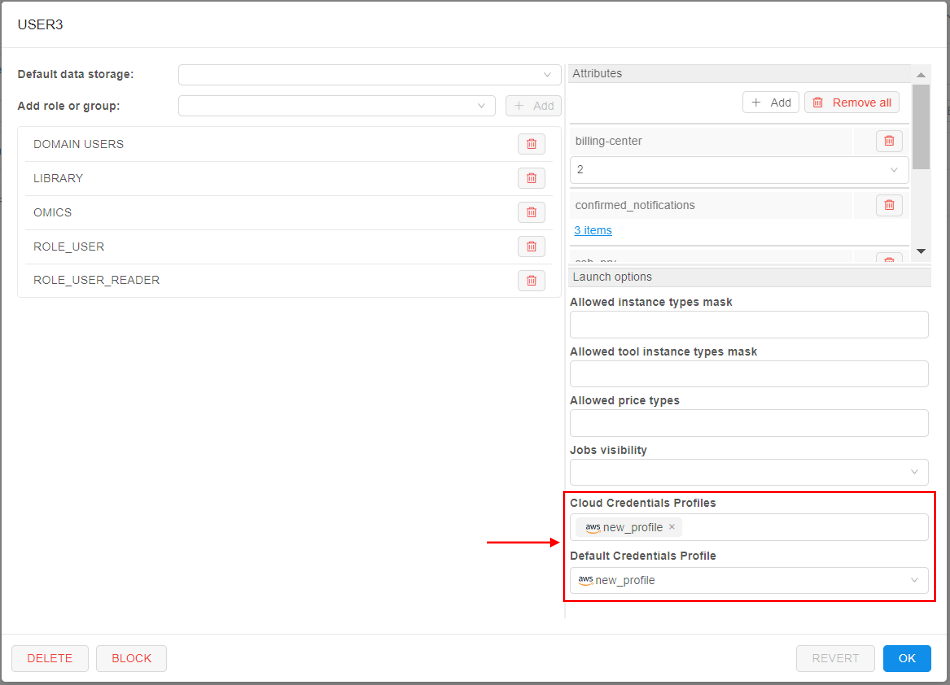 USER3
Default data storage:
Add role or group:
+ Add
DOMAIN USERS
LIBRARY
OMICS
ROLE_USER
ROLE_USER_READER
Attributes
+ Add Remove all
billing-center
2
confirmed_notifications
3 items
Launch options
Allowed instance types mask
Allowed tool instance types mask
Allowed price types
Jobs visibility
Cloud Credentials Profiles
aws new_profile ×
Default Credentials Profile
aws new_profile
DELETE BLOCK REVERT OK